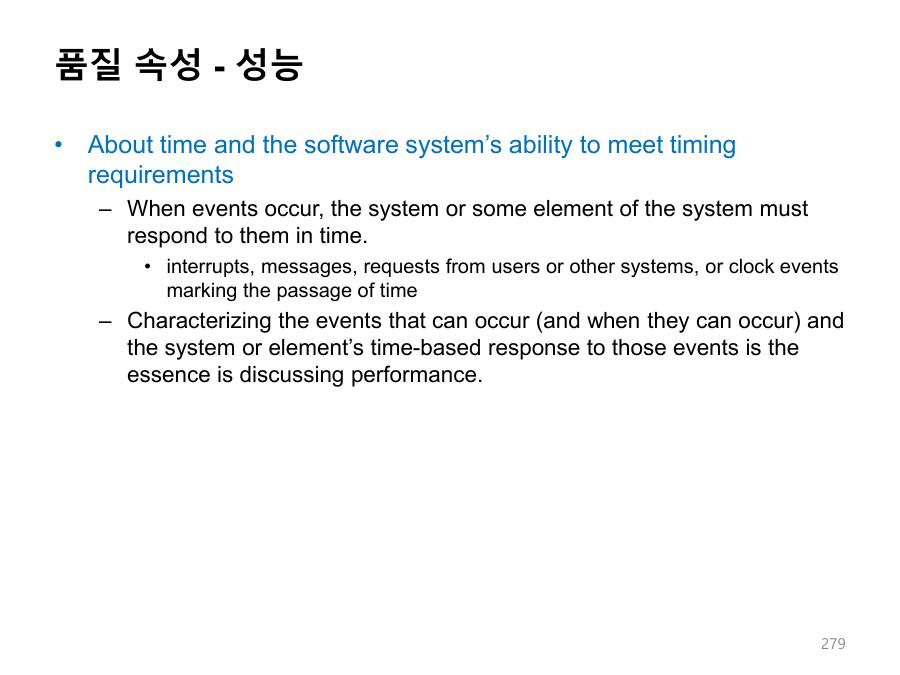 품질 속성 - 성능
• About time and the software system’s ability to meet timing
requirements
– When events occur, the system or some element of the system must
respond to them in time.
• interrupts, messages, requests from users or other systems, or clock events
marking the passage of time
– Characterizing the events that can occur (and when they can occur) and
the system or element’s time-based response to those events is the
essence is discussing performance.
279